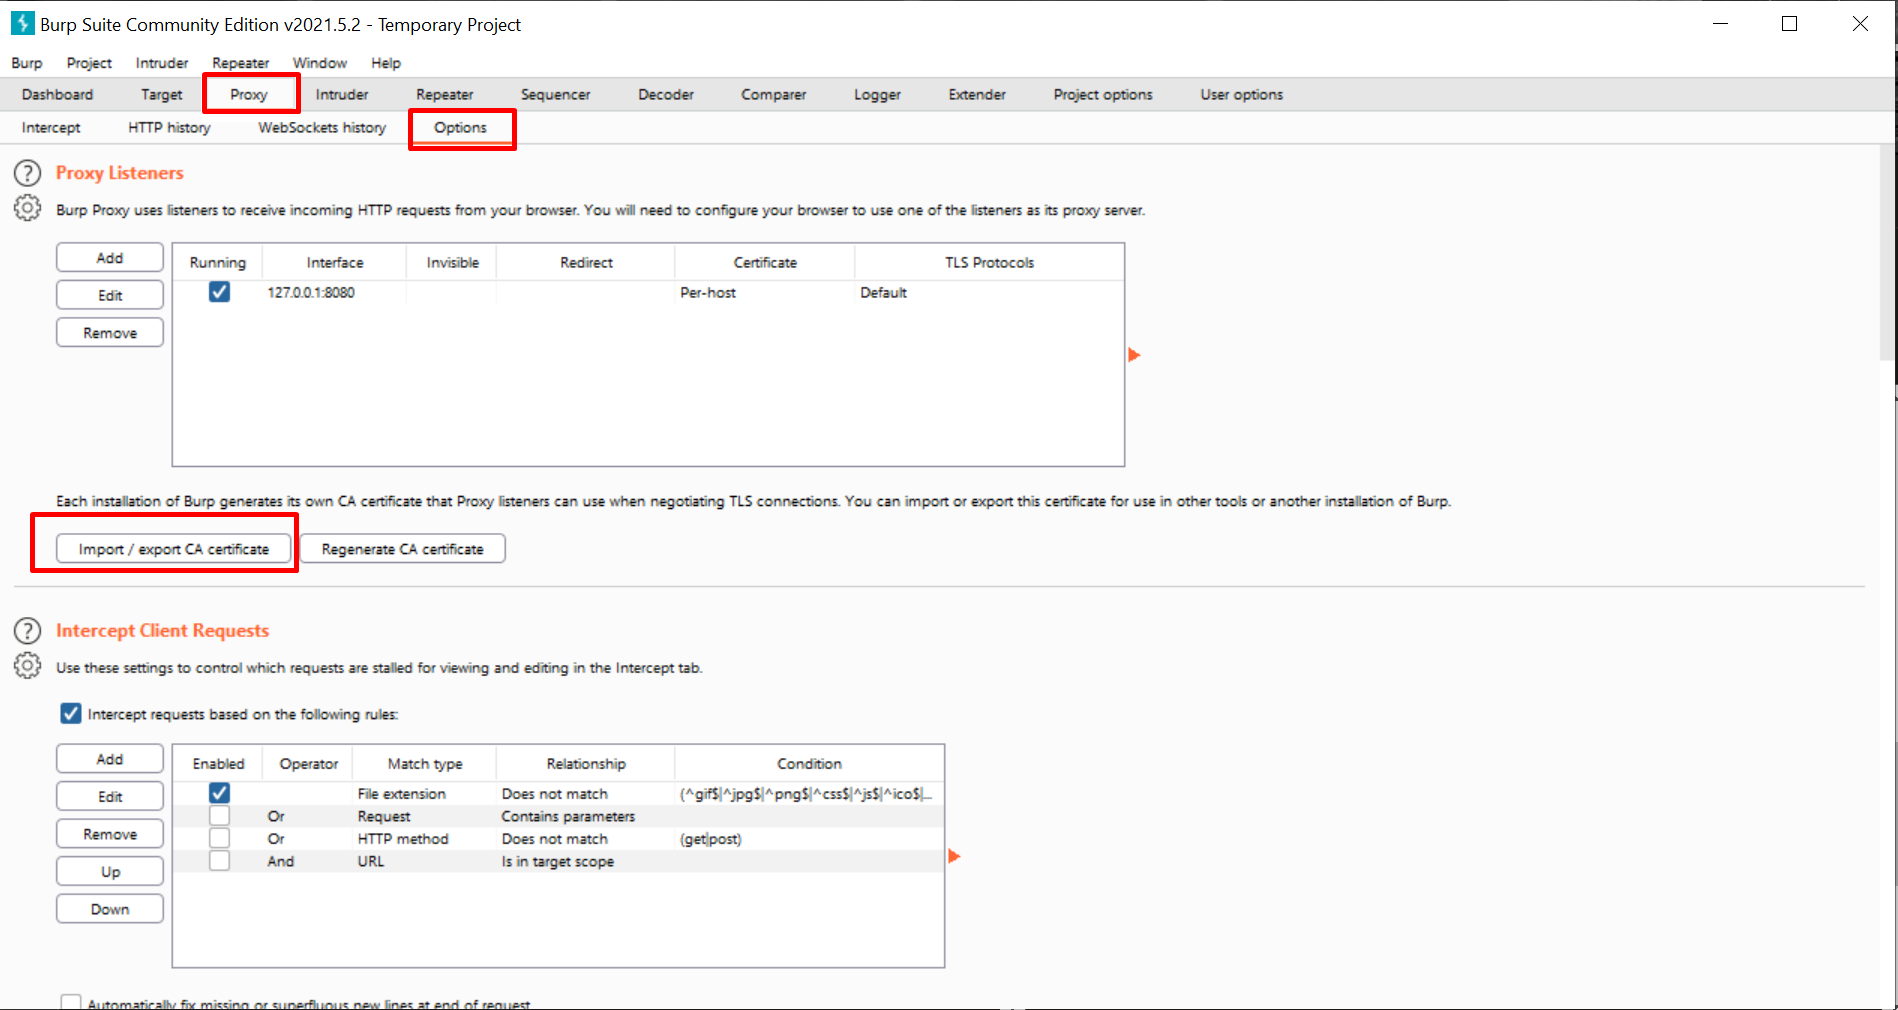 Burp Suite Community Edition v2021.5.2 - Temporary Project
Burp Project Intruder Repeater Window Help
Dashboard Target Proxy Intruder Repeater Sequencer Decoder Comparer Logger Extender Project options User options
Intercept HTTP history WebSockets history Options
? Proxy Listeners
Burp Proxy uses listeners to receive incoming HTTP requests from your browser. You will need to configure your browser to use one of the listeners as its proxy server.
Add
Edit
Remove
Running Interface Invisible Redirect Certificate TLS Protocols
127.0.0.1:8080 Per-host Default
Each installation of Burp generates its own CA certificate that Proxy listeners can use when negotiating TLS connections. You can import or export this certificate for use in other tools or another installation of Burp.
Import / export CA certificate Regenerate CA certificate
? Intercept Client Requests
Use these settings to control which requests are stalled for viewing and editing in the Intercept tab.
Intercept requests based on the following rules:
Add
Edit
Remove
Up
Down
Enabled Operator Match type Relationship Condition
File extension Does not match (^gif$|^jpg$|^png$|^css$|^js$|^ico$|...
Or Request Contains parameters
Or HTTP method Does not match (get|post)
And URL Is in target scope
Automatically fix missing or superfluous new lines at end of request